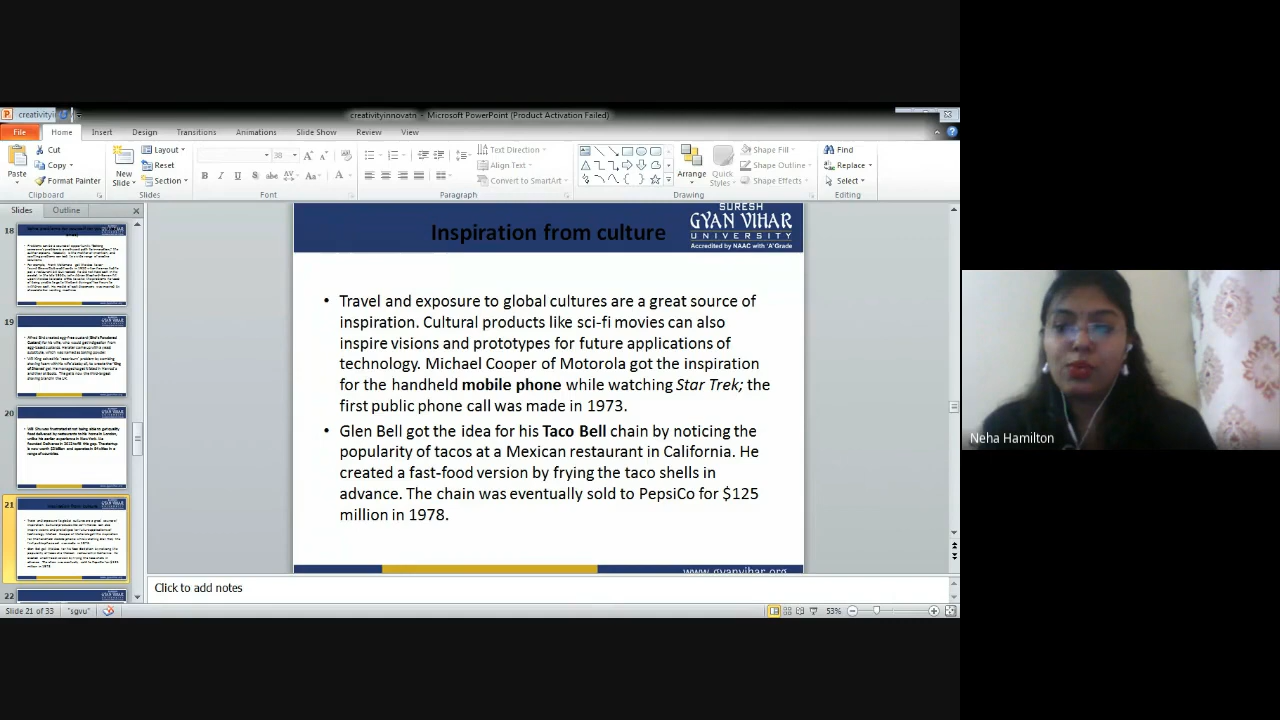 creativityinnovatn - Microsoft PowerPoint (Product Activation Failed)
File Home Insert Design Transitions Animations Slide Show Review View
Paste
Cut
Copy
Format Painter
Clipboard
New
Slide
Layout
Reset
Section
Slides
Font
Text Direction
Align Text
Convert to SmartArt
Paragraph
Arrange
Quick
Styles
Shape Fill
Shape Outline
Shape Effects
Drawing
Find
Replace
Select
Editing
Slides Outline
18
19
20
21
22
SURESH
GYAN VIHAR
UNIVERSITY
Accredited by NAAC with 'A'Grade
Inspiration from culture
• Travel and exposure to global cultures are a great source of
inspiration. Cultural products like sci-fi movies can also
inspire visions and prototypes for future applications of
technology. Michael Cooper of Motorola got the inspiration
for the handheld mobile phone while watching Star Trek; the
first public phone call was made in 1973.
• Glen Bell got the idea for his Taco Bell chain by noticing the
popularity of tacos at a Mexican restaurant in California. He
created a fast-food version by frying the taco shells in
advance. The chain was eventually sold to PepsiCo for $125
million in 1978.
www.gyanvihar.org
Click to add notes
Slide 21 of 33 "sgvu" 53%
Neha Hamilton